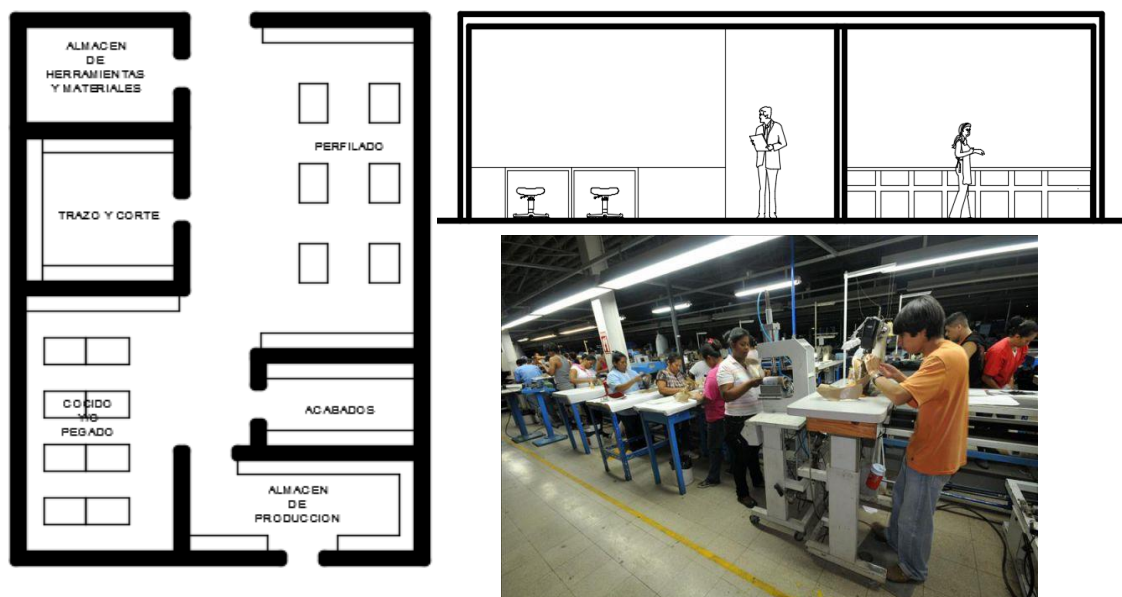 ALMACEN
DE
HERRAMIENTAS
Y MATERIALES
PERFILADO
TRAZO Y CORTE
COCIDO
Y/O
PEGADO
ACABADOS
ALMACEN
DE
PRODUCCION